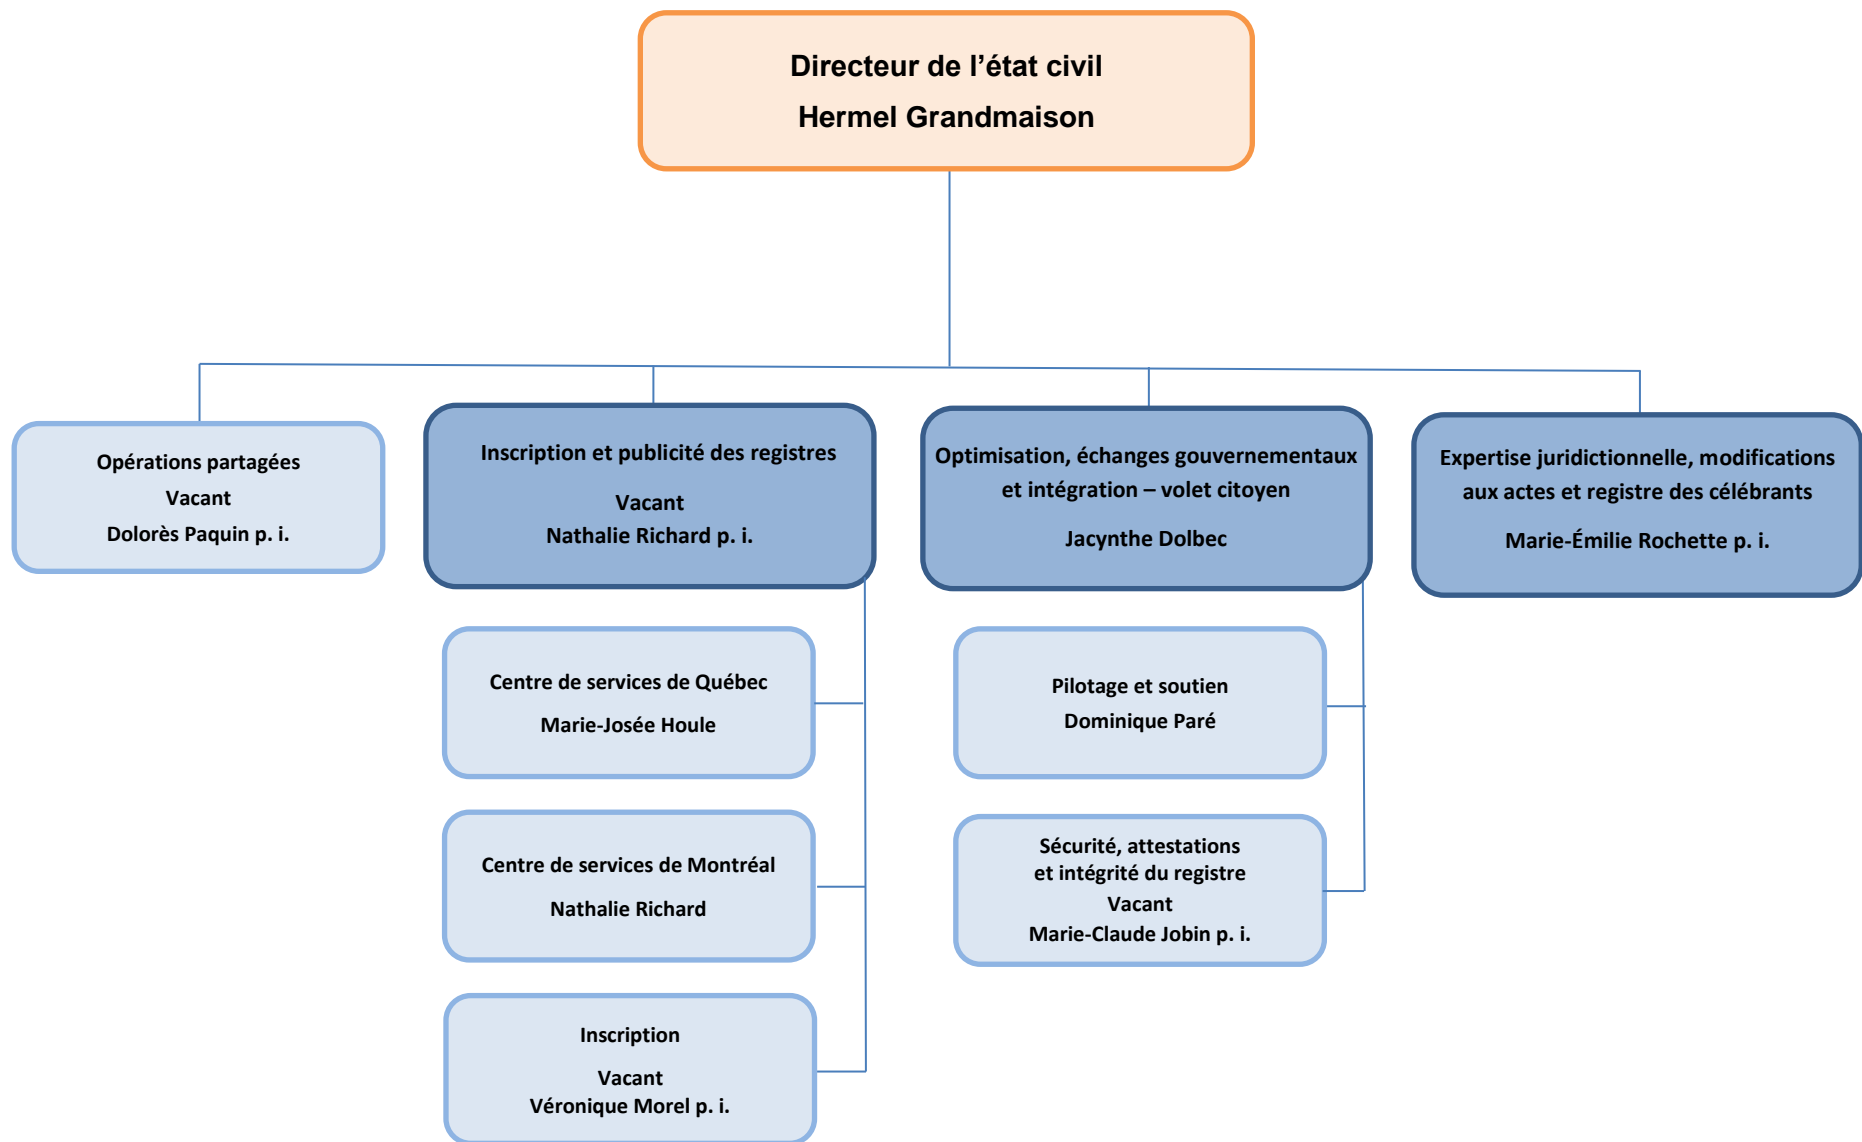 Directeur de l’état civil
Hermel Grandmaison
Opérations partagées
Vacant
Dolorès Paquin p. i.
Inscription et publicité des registres
Vacant
Nathalie Richard p. i.
Optimisation, échanges gouvernementaux
et intégration – volet citoyen
Jacynthe Dolbec
Expertise juridictionnelle, modifications
aux actes et registre des célébrants
Marie-Émilie Rochette p. i.
Centre de services de Québec
Marie-Josée Houle
Centre de services de Montréal
Nathalie Richard
Inscription
Vacant
Véronique Morel p. i.
Pilotage et soutien
Dominique Paré
Sécurité, attestations
et intégrité du registre
Vacant
Marie-Claude Jobin p. i.